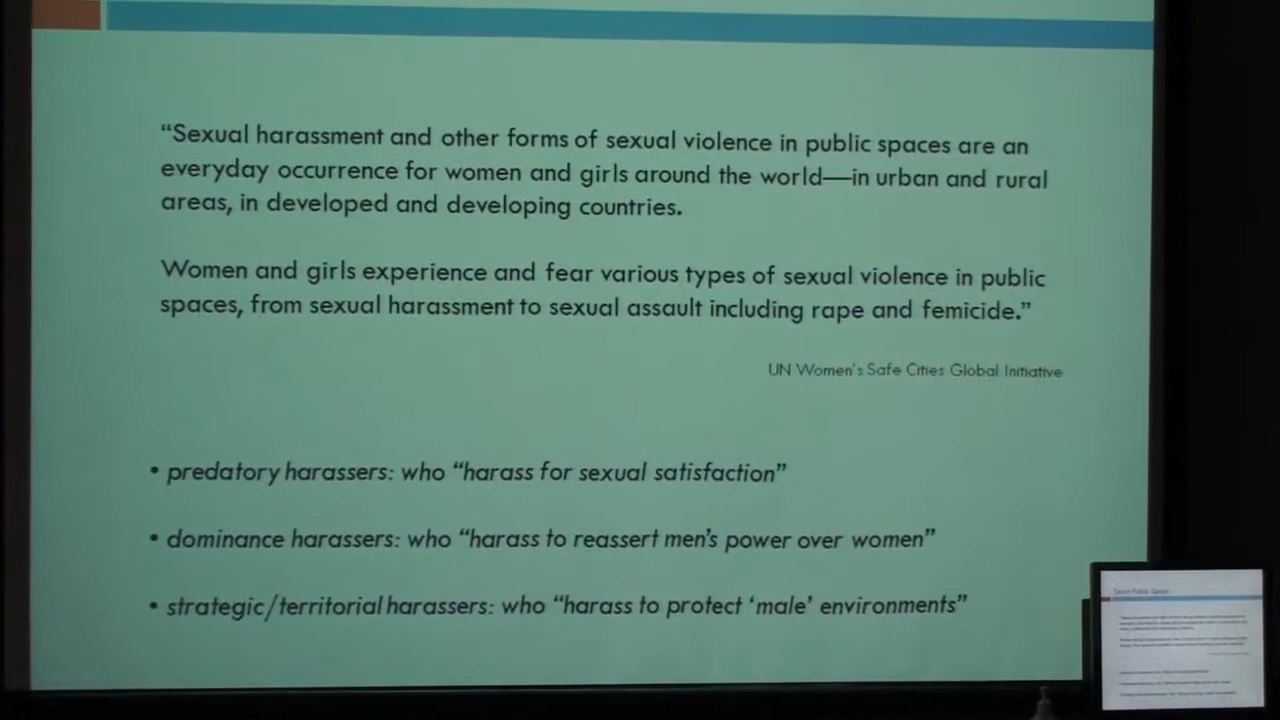 “Sexual harassment and other forms of sexual violence in public spaces are an
everyday occurrence for women and girls around the world—in urban and rural
areas, in developed and developing countries.
Women and girls experience and fear various types of sexual violence in public
spaces, from sexual harassment to sexual assault including rape and femicide.”
UN Women's Safe Cities Global Initiative
• predatory harassers: who “harass for sexual satisfaction”
• dominance harassers: who “harass to reassert men’s power over women”
• strategic/territorial harassers: who “harass to protect ‘male’ environments”